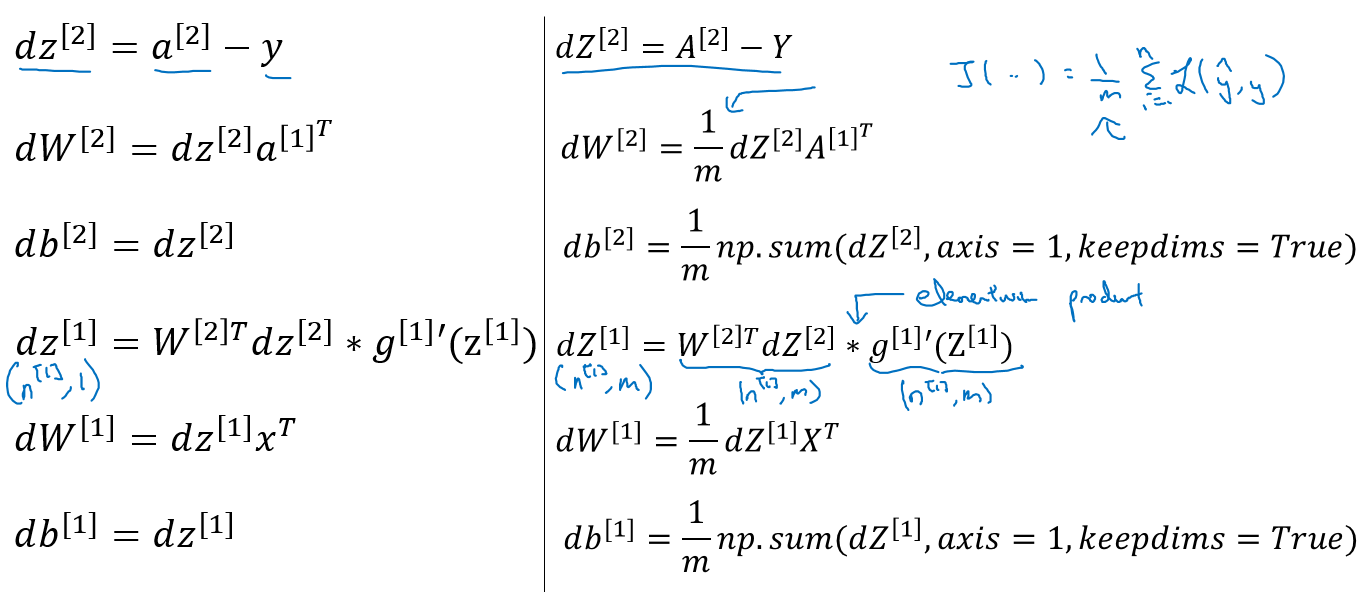 dz^[2] = a^[2] − y
dW^[2] = dz^[2]a^[1]^T
db^[2] = dz^[2]
dz^[1] = W^[2]T dz^[2] ∗ g^[1]′(z^[1])
(n^[1], 1)
dW^[1] = dz^[1]x^T
db^[1] = dz^[1]
dZ^[2] = A^[2] − Y
J(..) = 1/m Σ_i=^n ℒ(ŷ, y)
dW^[2] = 1/m dZ^[2]A^[1]^T
db^[2] = 1/m np.sum(dZ^[2], axis = 1, keepdims = True)
product
dZ^[1] = W^[2]T dZ^[2] ∗ g^[1]′(Z^[1])
(n^[1], m) (n^[1], m) (n^[1], m)
dW^[1] = 1/m dZ^[1]X^T
db^[1] = 1/m np.sum(dZ^[1], axis = 1, keepdims = True)